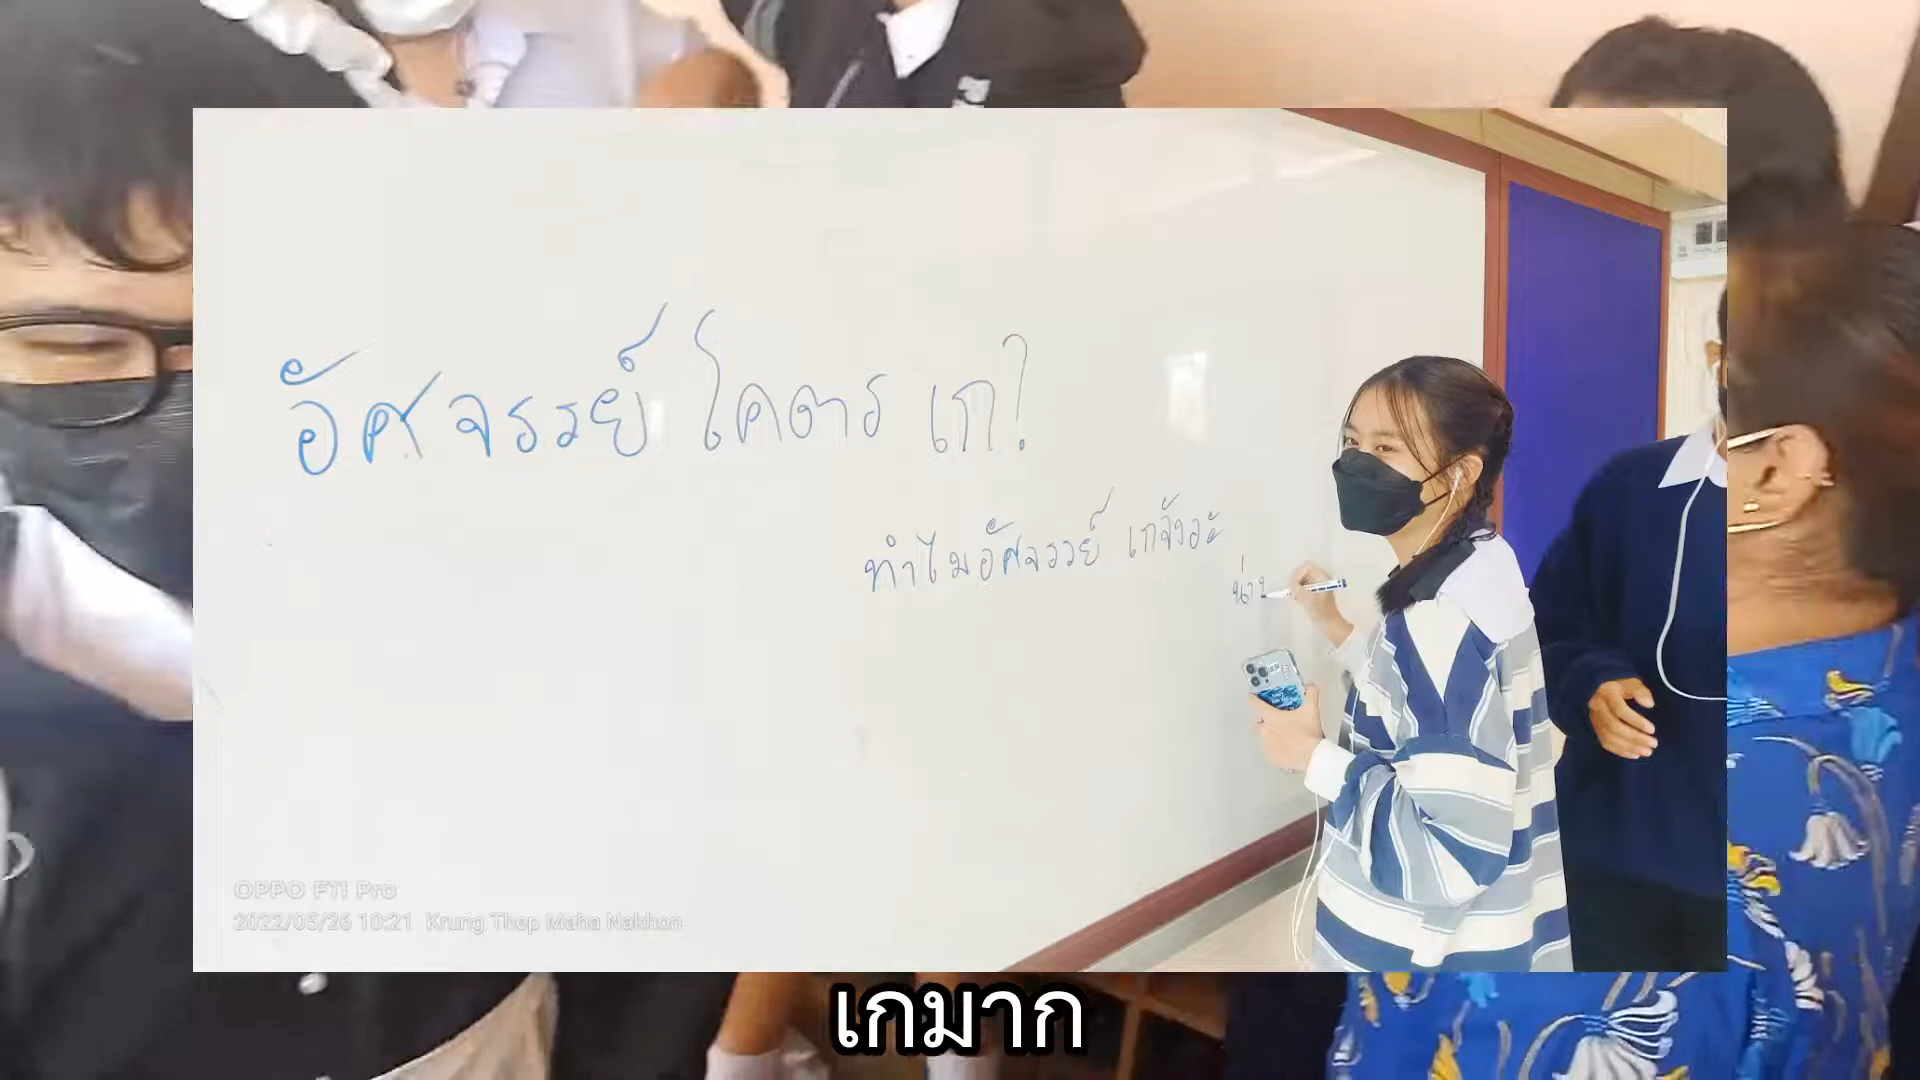 อัศจรรย์ โคตร เก?
ทำไมอัศจรรย์ เกจังวะ
OPPO F11 Pro
2022/05/26 10:21 Krung Thep Maha Nakhon
เกมาก